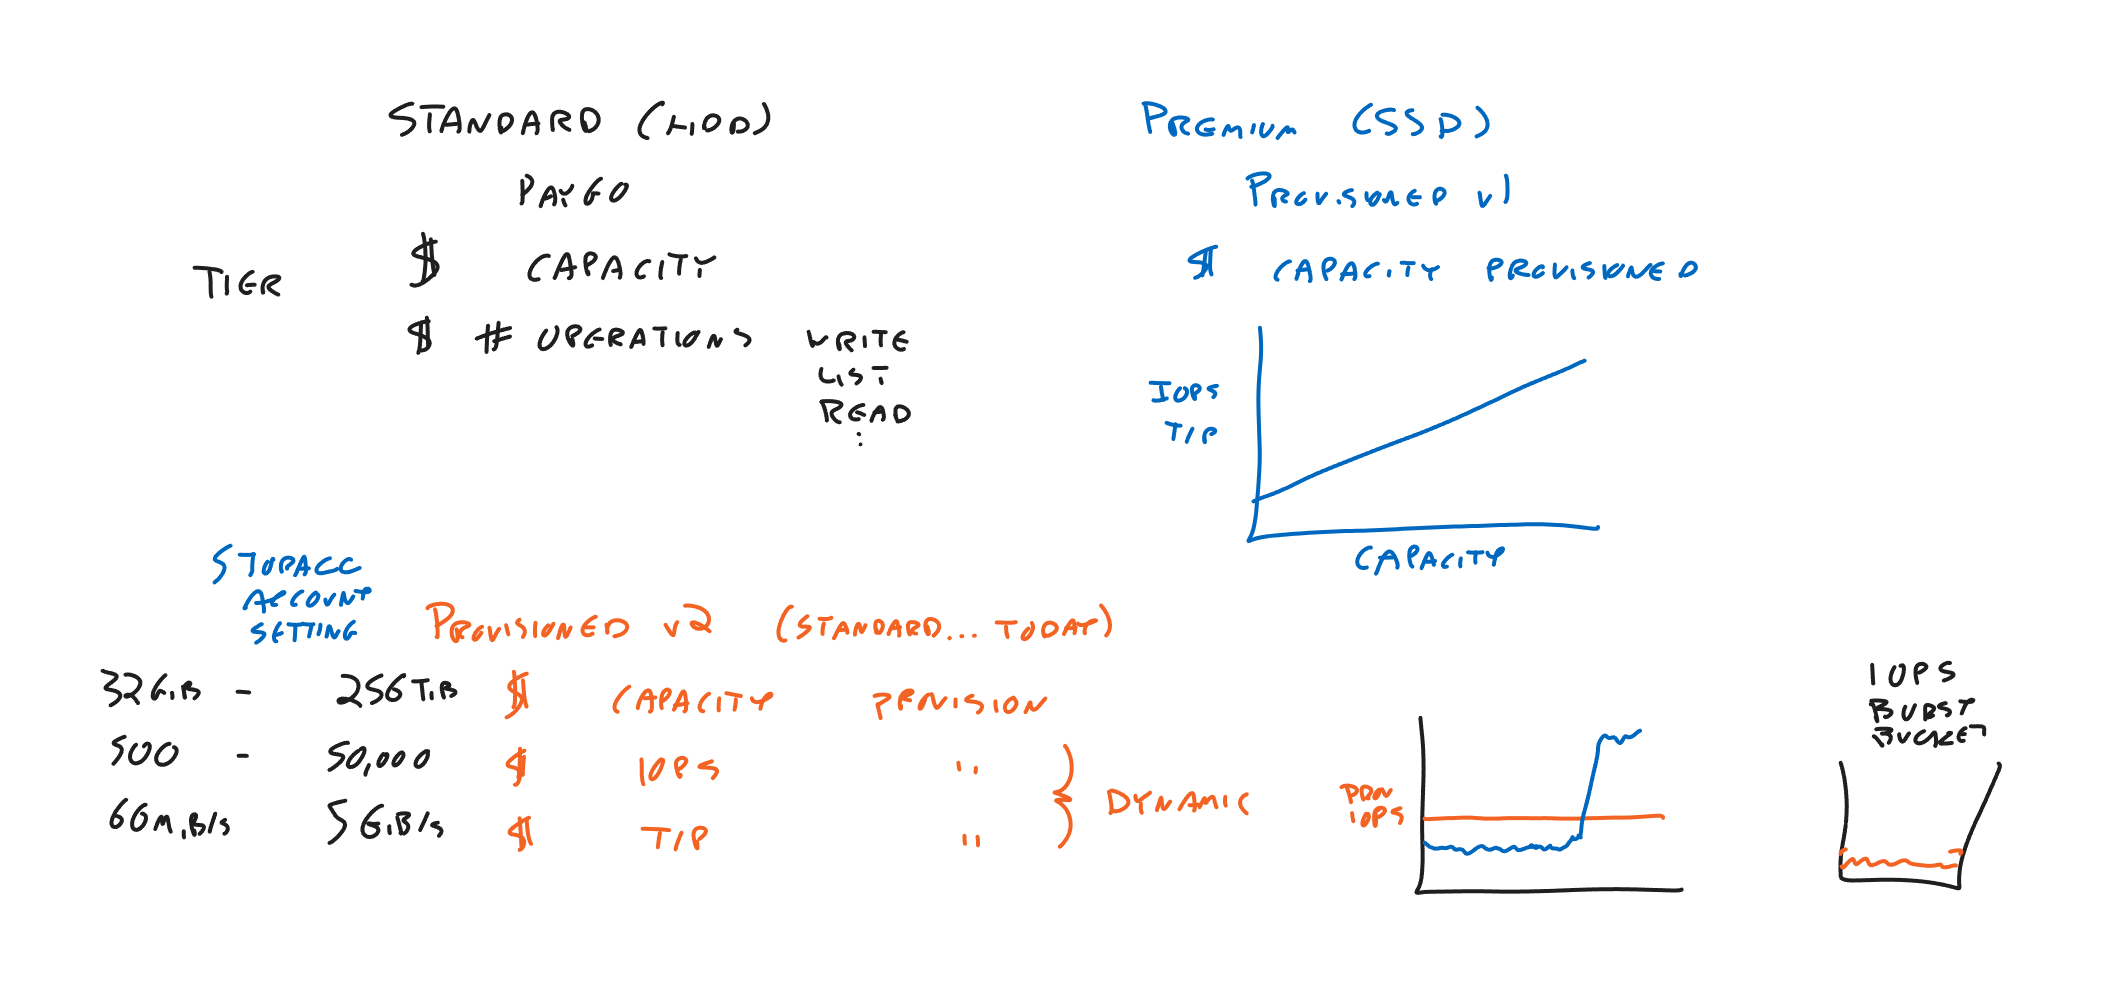 STANDARD (HDD)
PAYGO
TIER
$ CAPACITY
$ # OPERATIONS WRITE
LIST
READ
:
PREMIUM (SSD)
PROVISIONED v1
$ CAPACITY PROVISIONED
IOPS
T/P
CAPACITY
STORAGE
ACCOUNT
SETTING
PROVISIONED v2 (STANDARD... TODAY)
32GiB - 256TiB $ CAPACITY PROVISION
500 - 50,000 $ IOPS "
60MiB/s 5GiB/s $ T/P "
} DYNAMIC
IOPS
BURST
BUCKET
IOPS